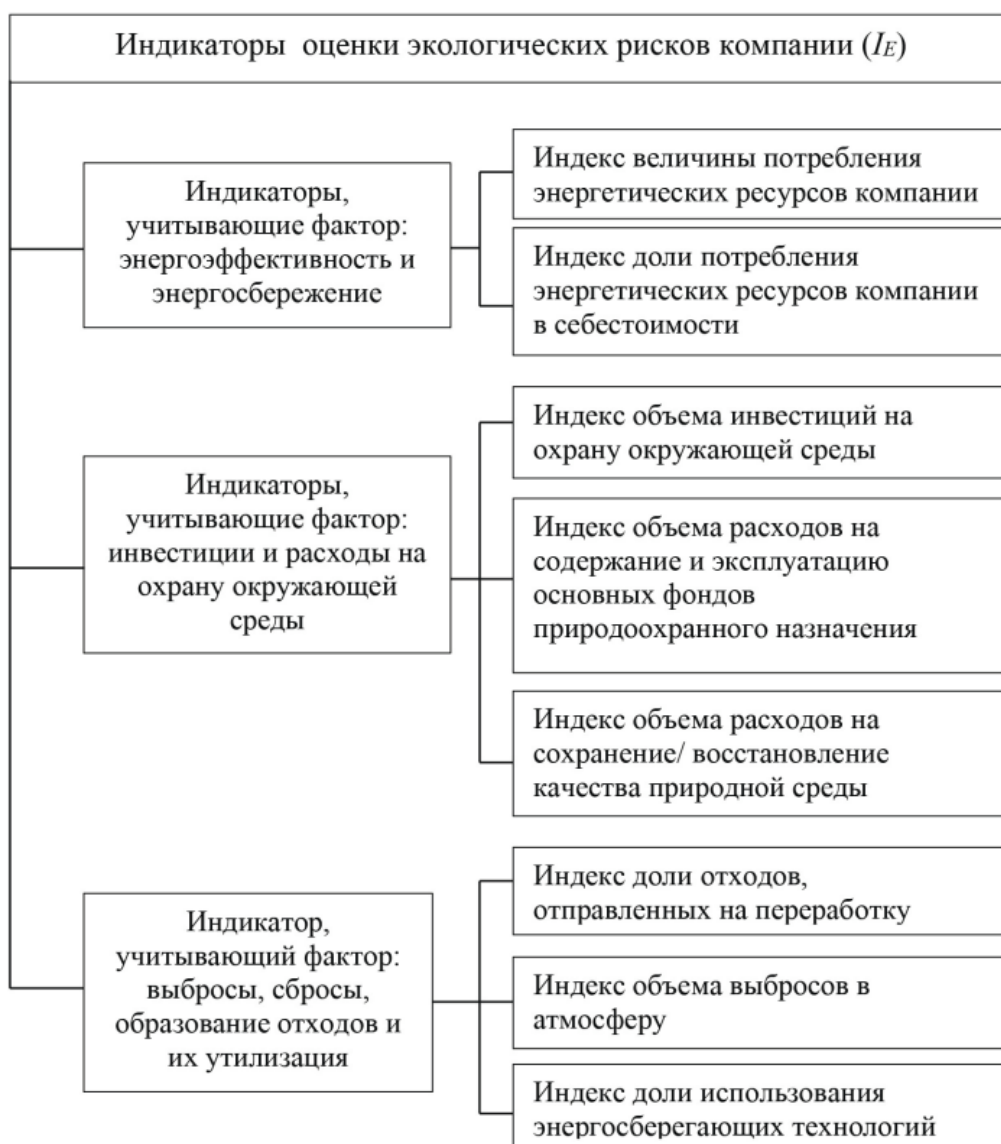 Индикаторы оценки экологических рисков компании (IE)
Индикаторы,
учитывающие фактор:
энергоэффективность и
энергосбережение
Индекс величины потребления
энергетических ресурсов компании
Индекс доли потребления
энергетических ресурсов компании
в себестоимости
Индикаторы,
учитывающие фактор:
инвестиции и расходы на
охрану окружающей
среды
Индекс объема инвестиций на
охрану окружающей среды
Индекс объема расходов на
содержание и эксплуатацию
основных фондов
природоохранного назначения
Индекс объема расходов на
сохранение/ восстановление
качества природной среды
Индикатор,
учитывающий фактор:
выбросы, сбросы,
образование отходов и
их утилизация
Индекс доли отходов,
отправленных на переработку
Индекс объема выбросов в
атмосферу
Индекс доли использования
энергосберегающих технологий